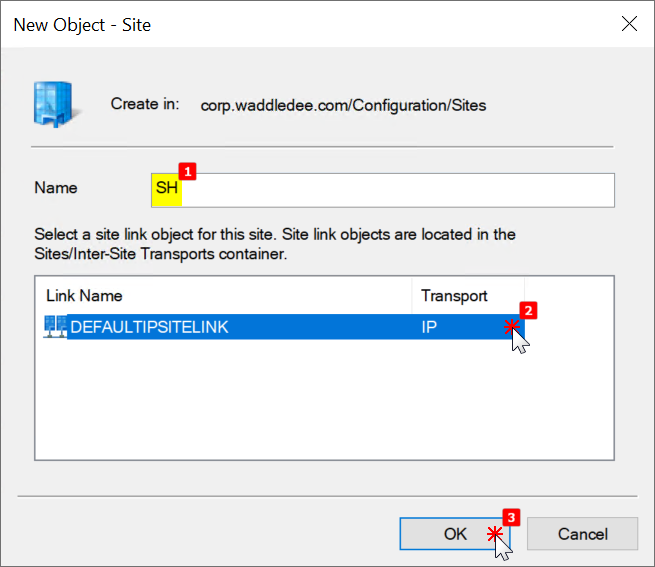 New Object - Site
Create in: corp.waddledee.com/Configuration/Sites
1
Name SH
Select a site link object for this site. Site link objects are located in the
Sites/Inter-Site Transports container.
Link Name Transport
2
DEFAULTIPSITELINK IP
3
OK Cancel